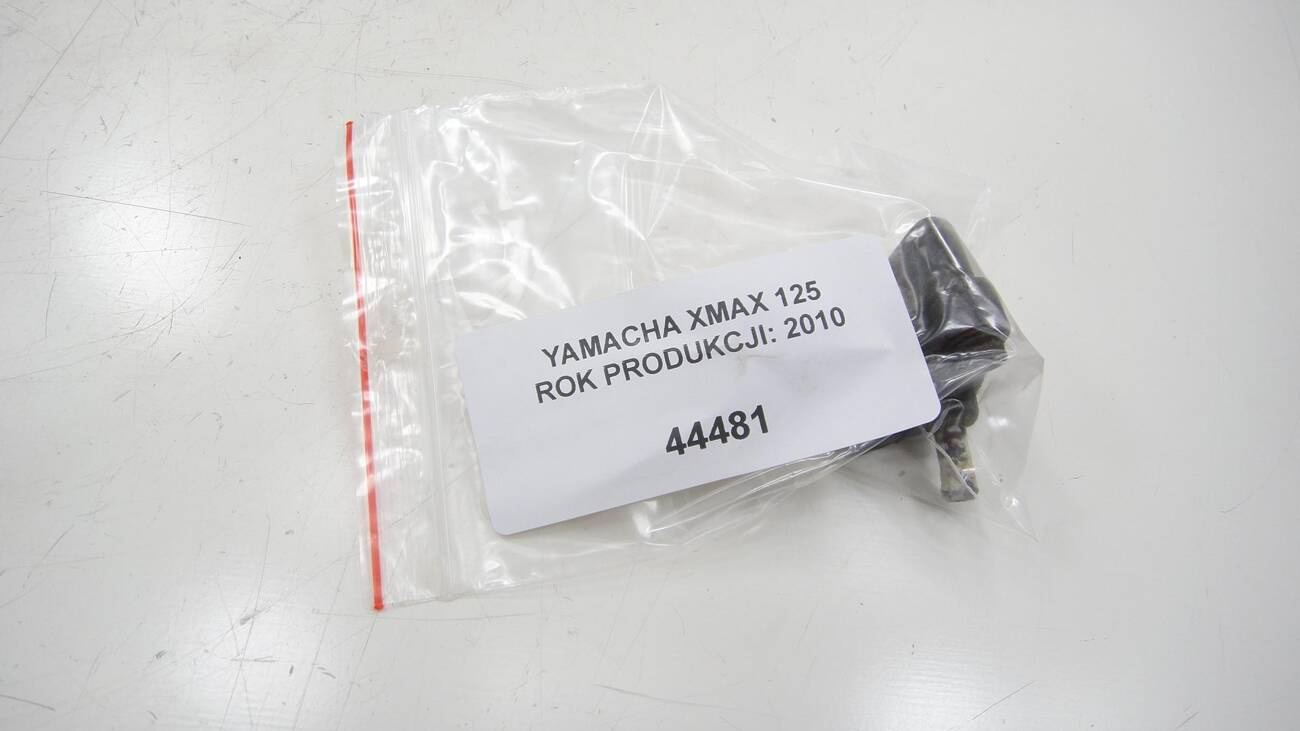 YAMACHA XMAX 125
ROK PRODUKCJI: 2010
44481